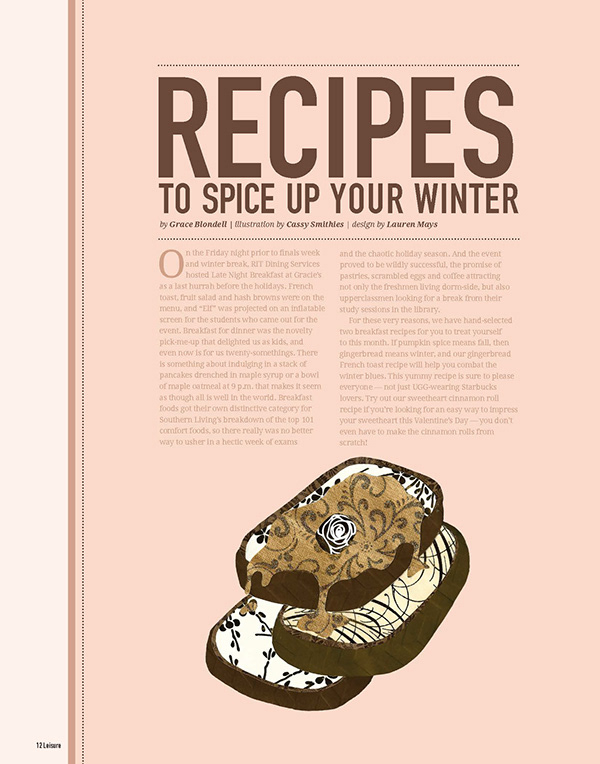 RECIPES
TO SPICE UP YOUR WINTER
by Grace Blondell | illustration by Cassy Smithies | design by Lauren Mays
On the Friday night prior to finals week
and winter break, RIT Dining Services
hosted Late Night Breakfast at Gracie's
as a last hurrah before the holidays. French
toast, fruit salad and hash browns were on the
menu, and "Elf" was projected on an inflatable
screen for the students who came out for the
event. Breakfast for dinner was the novelty
pick-me-up that delighted us as kids, and
even now is for us twenty-somethings. There
is something about indulging in a stack of
pancakes drenched in maple syrup or a bowl
of maple oatmeal at 9 p.m. that makes it seem
as though all is well in the world. Breakfast
foods got their own distinctive category for
Southern Living's breakdown of the top 101
comfort foods, so there really was no better
way to usher in a hectic week of exams
and the chaotic holiday season. And the event
proved to be wildly successful, the promise of
pastries, scrambled eggs and coffee attracting
not only the freshmen living dorm-side, but also
upperclassmen looking for a break from their
study sessions in the library.
For these very reasons, we have hand-selected
two breakfast recipes for you to treat yourself
to this month. If pumpkin spice means fall, then
gingerbread means winter, and our gingerbread
French toast recipe will help you combat the
winter blues. This yummy recipe is sure to please
everyone — not just UGG-wearing Starbucks
lovers. Try out our sweetheart cinnamon roll
recipe if you're looking for an easy way to impress
your sweetheart this Valentine's Day — you don't
even have to make the cinnamon rolls from
scratch!
12 Leisure